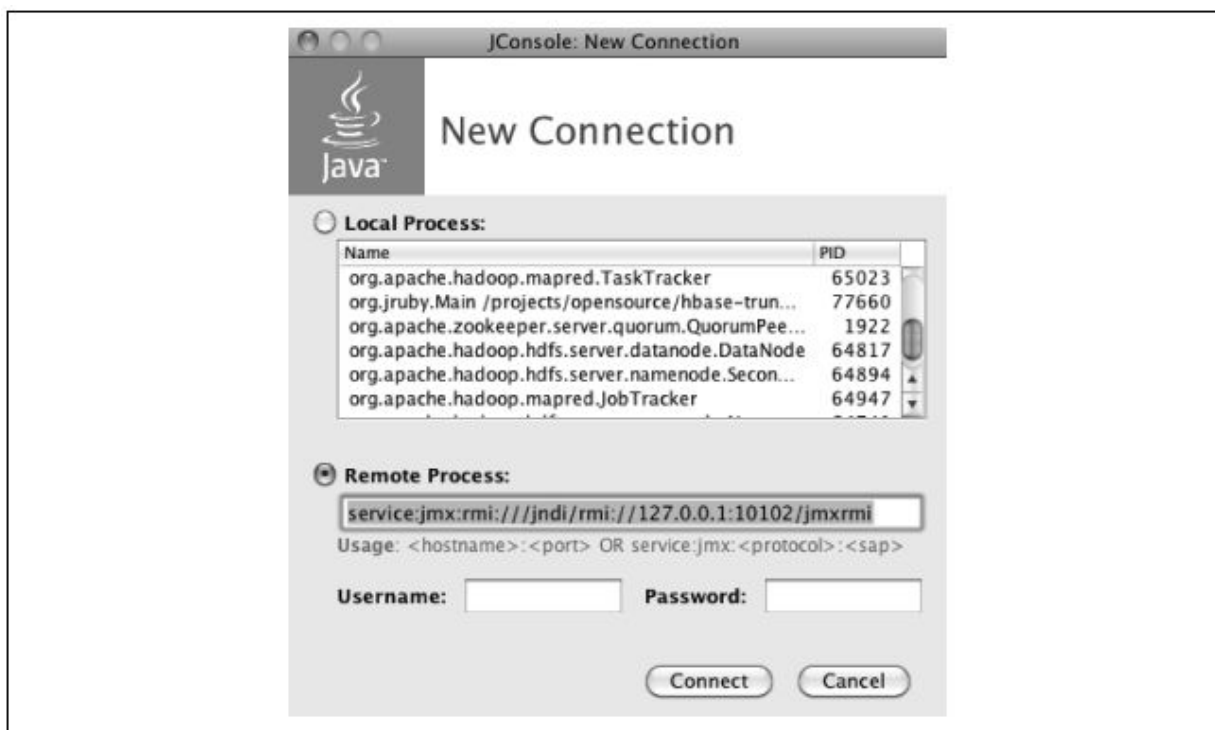 JConsole: New Connection
Java™
New Connection
Local Process:
Name PID
org.apache.hadoop.mapred.TaskTracker 65023
org.jruby.Main /projects/opensource/hbase-trun... 77660
org.apache.zookeeper.server.quorum.QuorumPee... 1922
org.apache.hadoop.hdfs.server.datanode.DataNode 64817
org.apache.hadoop.hdfs.server.namenode.Secon... 64894
org.apache.hadoop.mapred.JobTracker 64947
Remote Process:
service:jmx:rmi:///jndi/rmi://127.0.0.1:10102/jmxrmi
Usage: <hostname>:<port> OR service:jmx:<protocol>:<sap>
Username: Password:
Connect Cancel